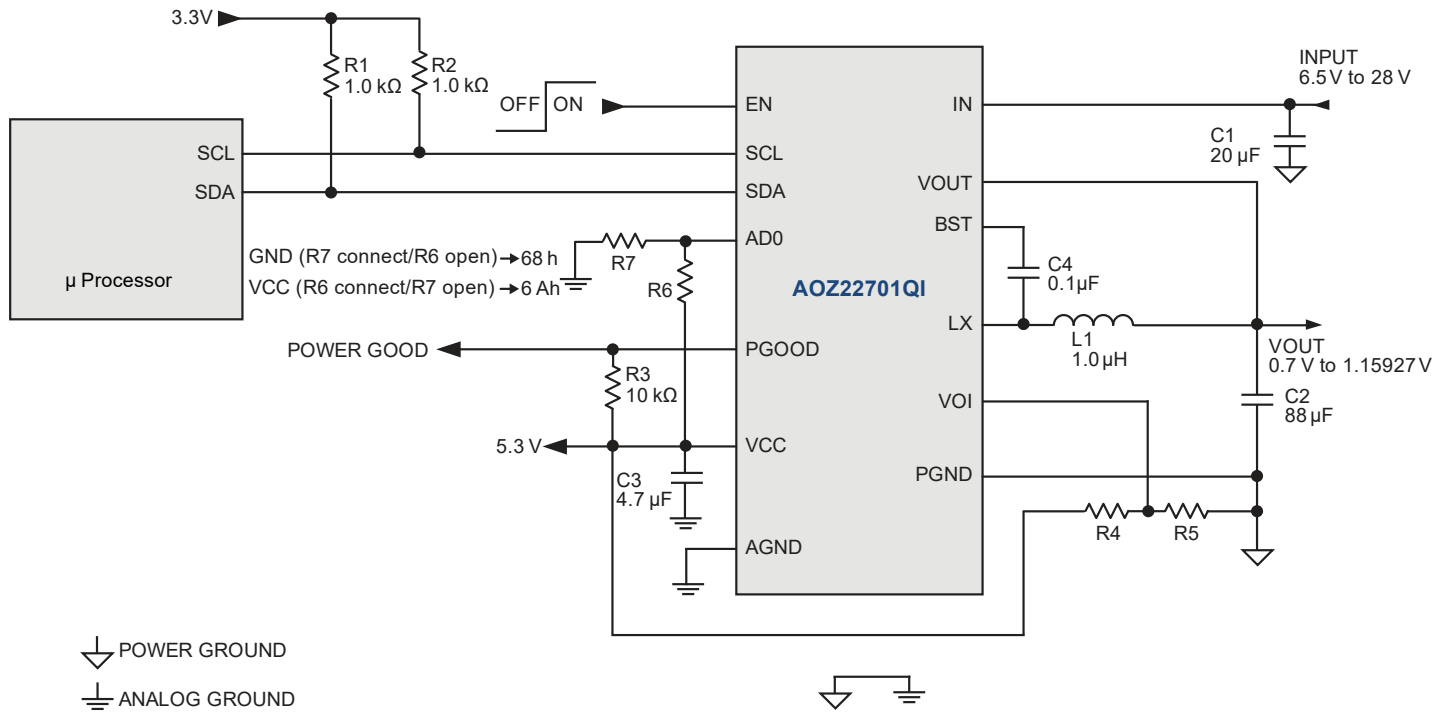 3.3V
R1
1.0 kΩ
R2
1.0 kΩ
OFF ON
SCL
SDA
µ Processor
GND (R7 connect/R6 open)→68 h
VCC (R6 connect/R7 open)→6 Ah
R7
R6
POWER GOOD
R3
10 kΩ
5.3 V
C3
4.7 µF
EN
SCL
SDA
AD0
PGOOD
VCC
AGND
AOZ22701QI
IN
VOUT
BST
LX
VOI
PGND
INPUT
6.5 V to 28 V
C1
20 µF
C4
0.1µF
L1
1.0 µH
VOUT
0.7 V to 1.15927 V
C2
88 µF
R4
R5
POWER GROUND
ANALOG GROUND